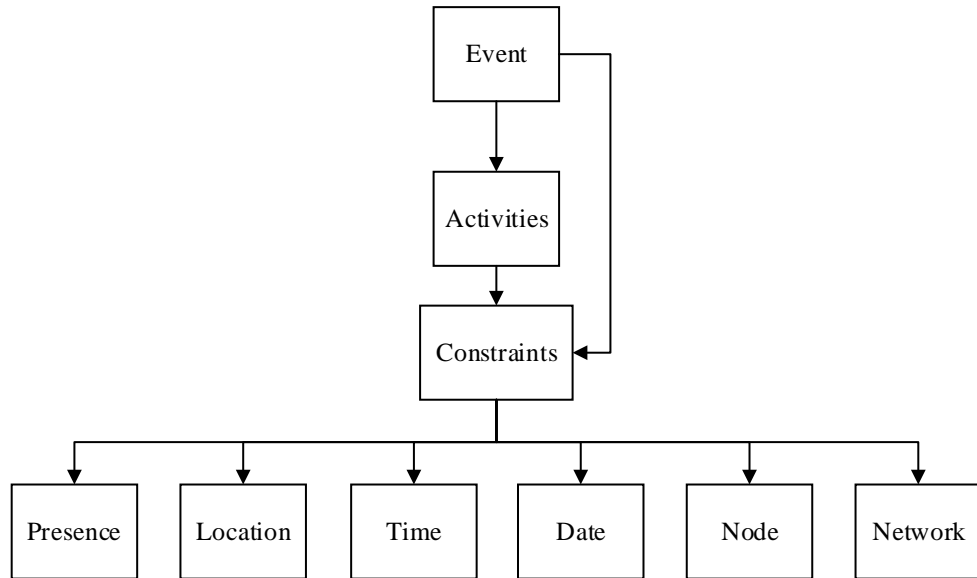 Event
Activities
Constraints
Presence
Location
Time
Date
Node
Network